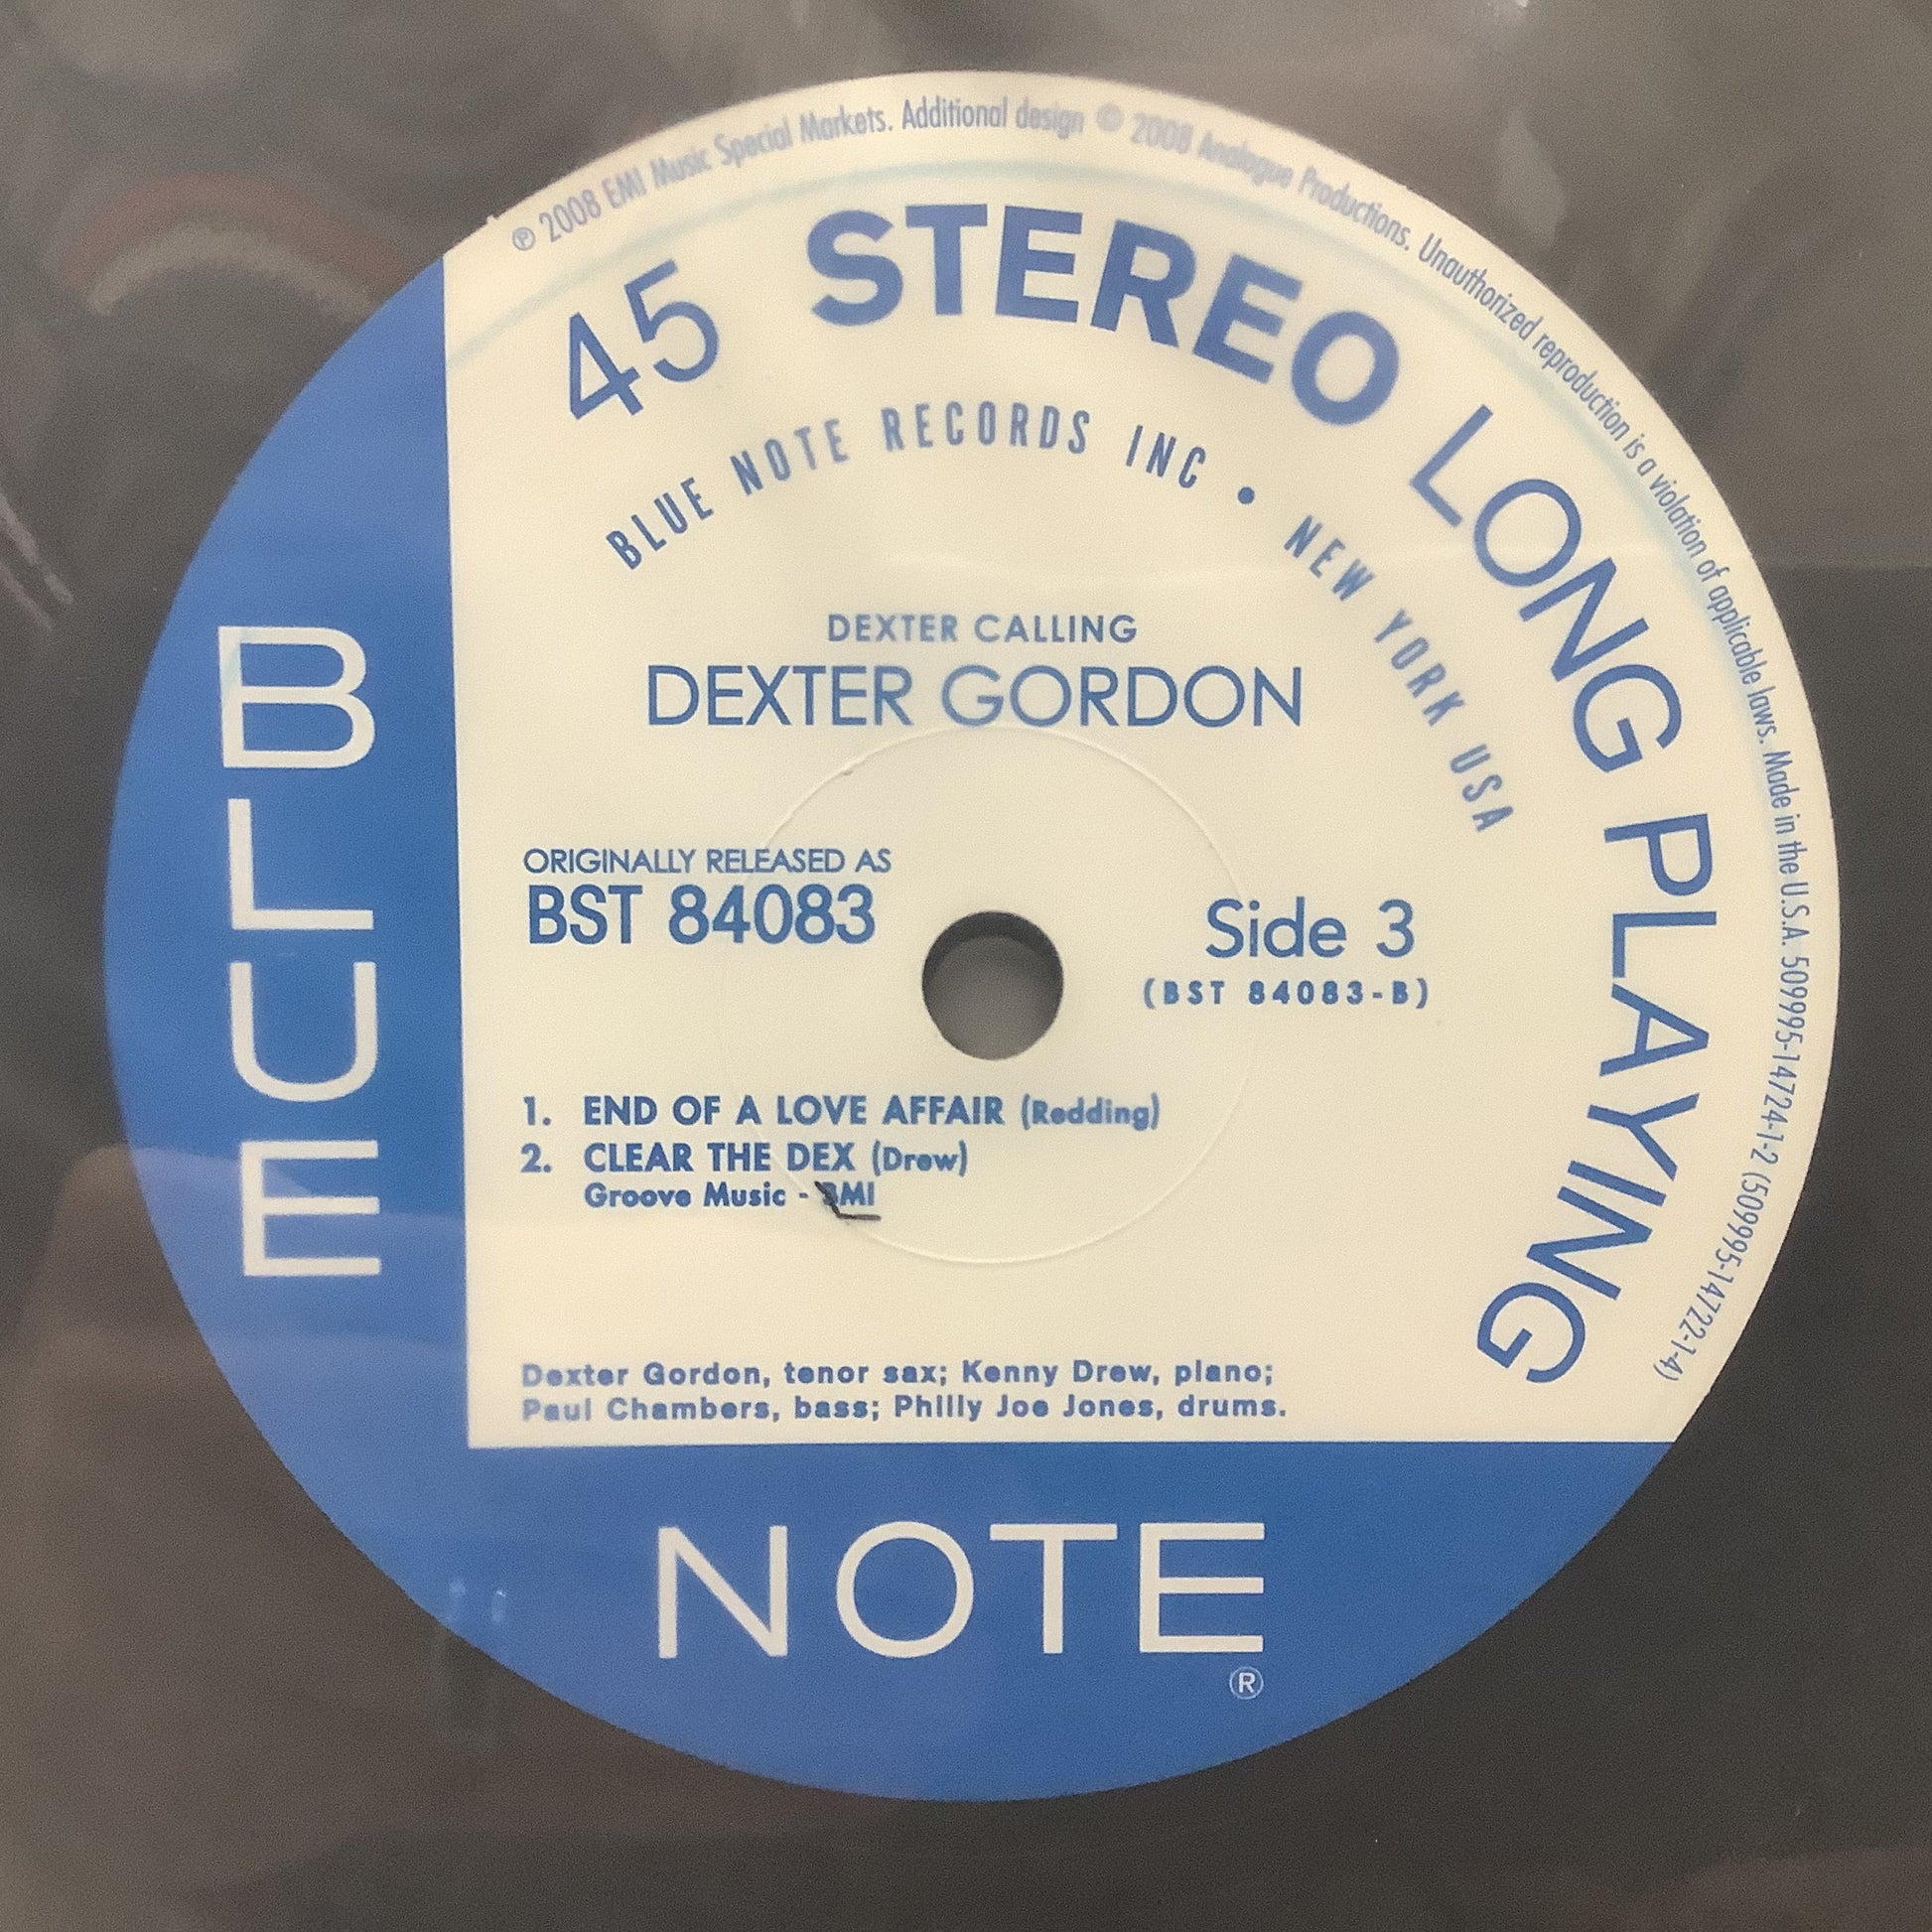 ℗ 2008 EMI Music Special Markets. Additional design © 2008 Analogue Productions. Unauthorized reproduction is a violation of applicable laws. Made in the U.S.A. 509995-14724-1-2 (509995-14722-1-4)
45 STEREO LONG PLAYING
BLUE NOTE RECORDS INC • NEW YORK USA
DEXTER CALLING
DEXTER GORDON
ORIGINALLY RELEASED AS
BST 84083
Side 3
(BST 84083-B)
1. END OF A LOVE AFFAIR (Redding)
2. CLEAR THE DEX (Drew)
Groove Music - BMI
Dexter Gordon, tenor sax; Kenny Drew, piano;
Paul Chambers, bass; Philly Joe Jones, drums.
BLUE
NOTE
®